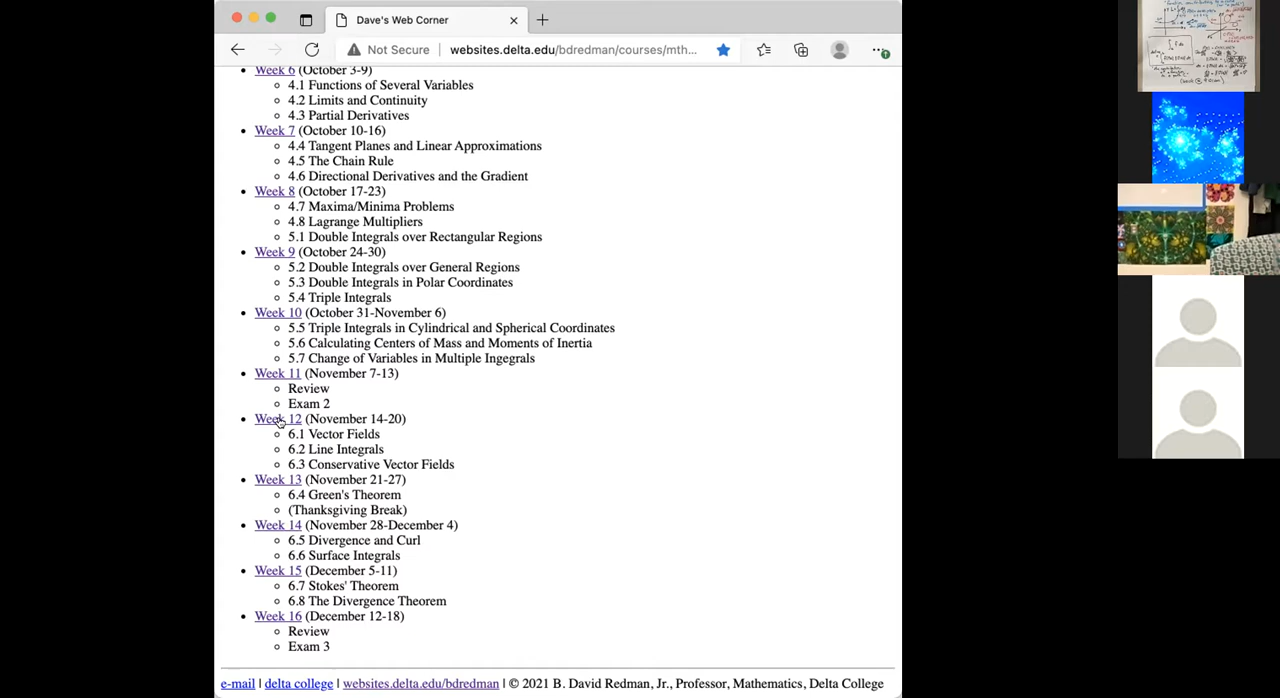 Dave's Web Corner
Not Secure | websites.delta.edu/bdredman/courses/mth...
Week 6 (October 3-9)
4.1 Functions of Several Variables
4.2 Limits and Continuity
4.3 Partial Derivatives
Week 7 (October 10-16)
4.4 Tangent Planes and Linear Approximations
4.5 The Chain Rule
4.6 Directional Derivatives and the Gradient
Week 8 (October 17-23)
4.7 Maxima/Minima Problems
4.8 Lagrange Multipliers
5.1 Double Integrals over Rectangular Regions
Week 9 (October 24-30)
5.2 Double Integrals over General Regions
5.3 Double Integrals in Polar Coordinates
5.4 Triple Integrals
Week 10 (October 31-November 6)
5.5 Triple Integrals in Cylindrical and Spherical Coordinates
5.6 Calculating Centers of Mass and Moments of Inertia
5.7 Change of Variables in Multiple Ingegrals
Week 11 (November 7-13)
Review
Exam 2
Week 12 (November 14-20)
6.1 Vector Fields
6.2 Line Integrals
6.3 Conservative Vector Fields
Week 13 (November 21-27)
6.4 Green's Theorem
(Thanksgiving Break)
Week 14 (November 28-December 4)
6.5 Divergence and Curl
6.6 Surface Integrals
Week 15 (December 5-11)
6.7 Stokes' Theorem
6.8 The Divergence Theorem
Week 16 (December 12-18)
Review
Exam 3
e-mail | delta college | websites.delta.edu/bdredman | © 2021 B. David Redman, Jr., Professor, Mathematics, Delta College